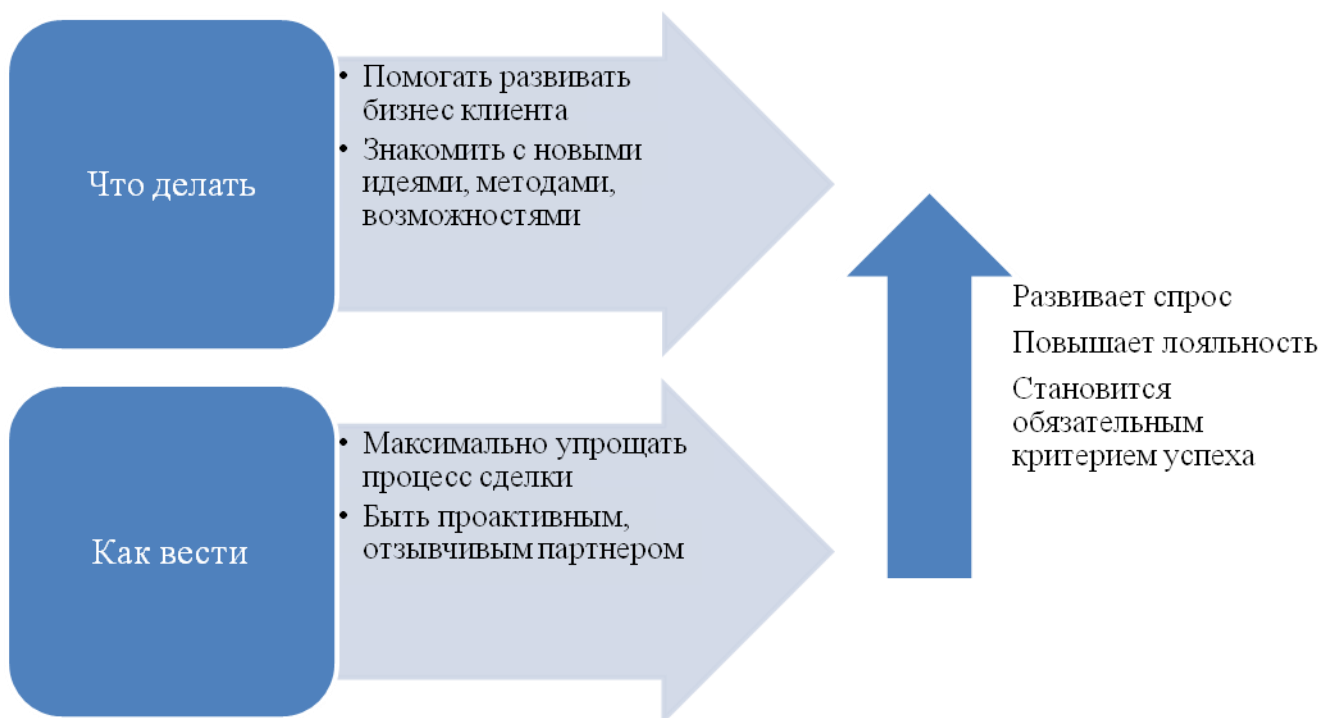 Что делать
• Помогать развивать
бизнес клиента
• Знакомить с новыми
идеями, методами,
возможностями
Как вести
• Максимально упрощать
процесс сделки
• Быть проактивным,
отзывчивым партнером
Развивает спрос
Повышает лояльность
Становится
обязательным
критерием успеха